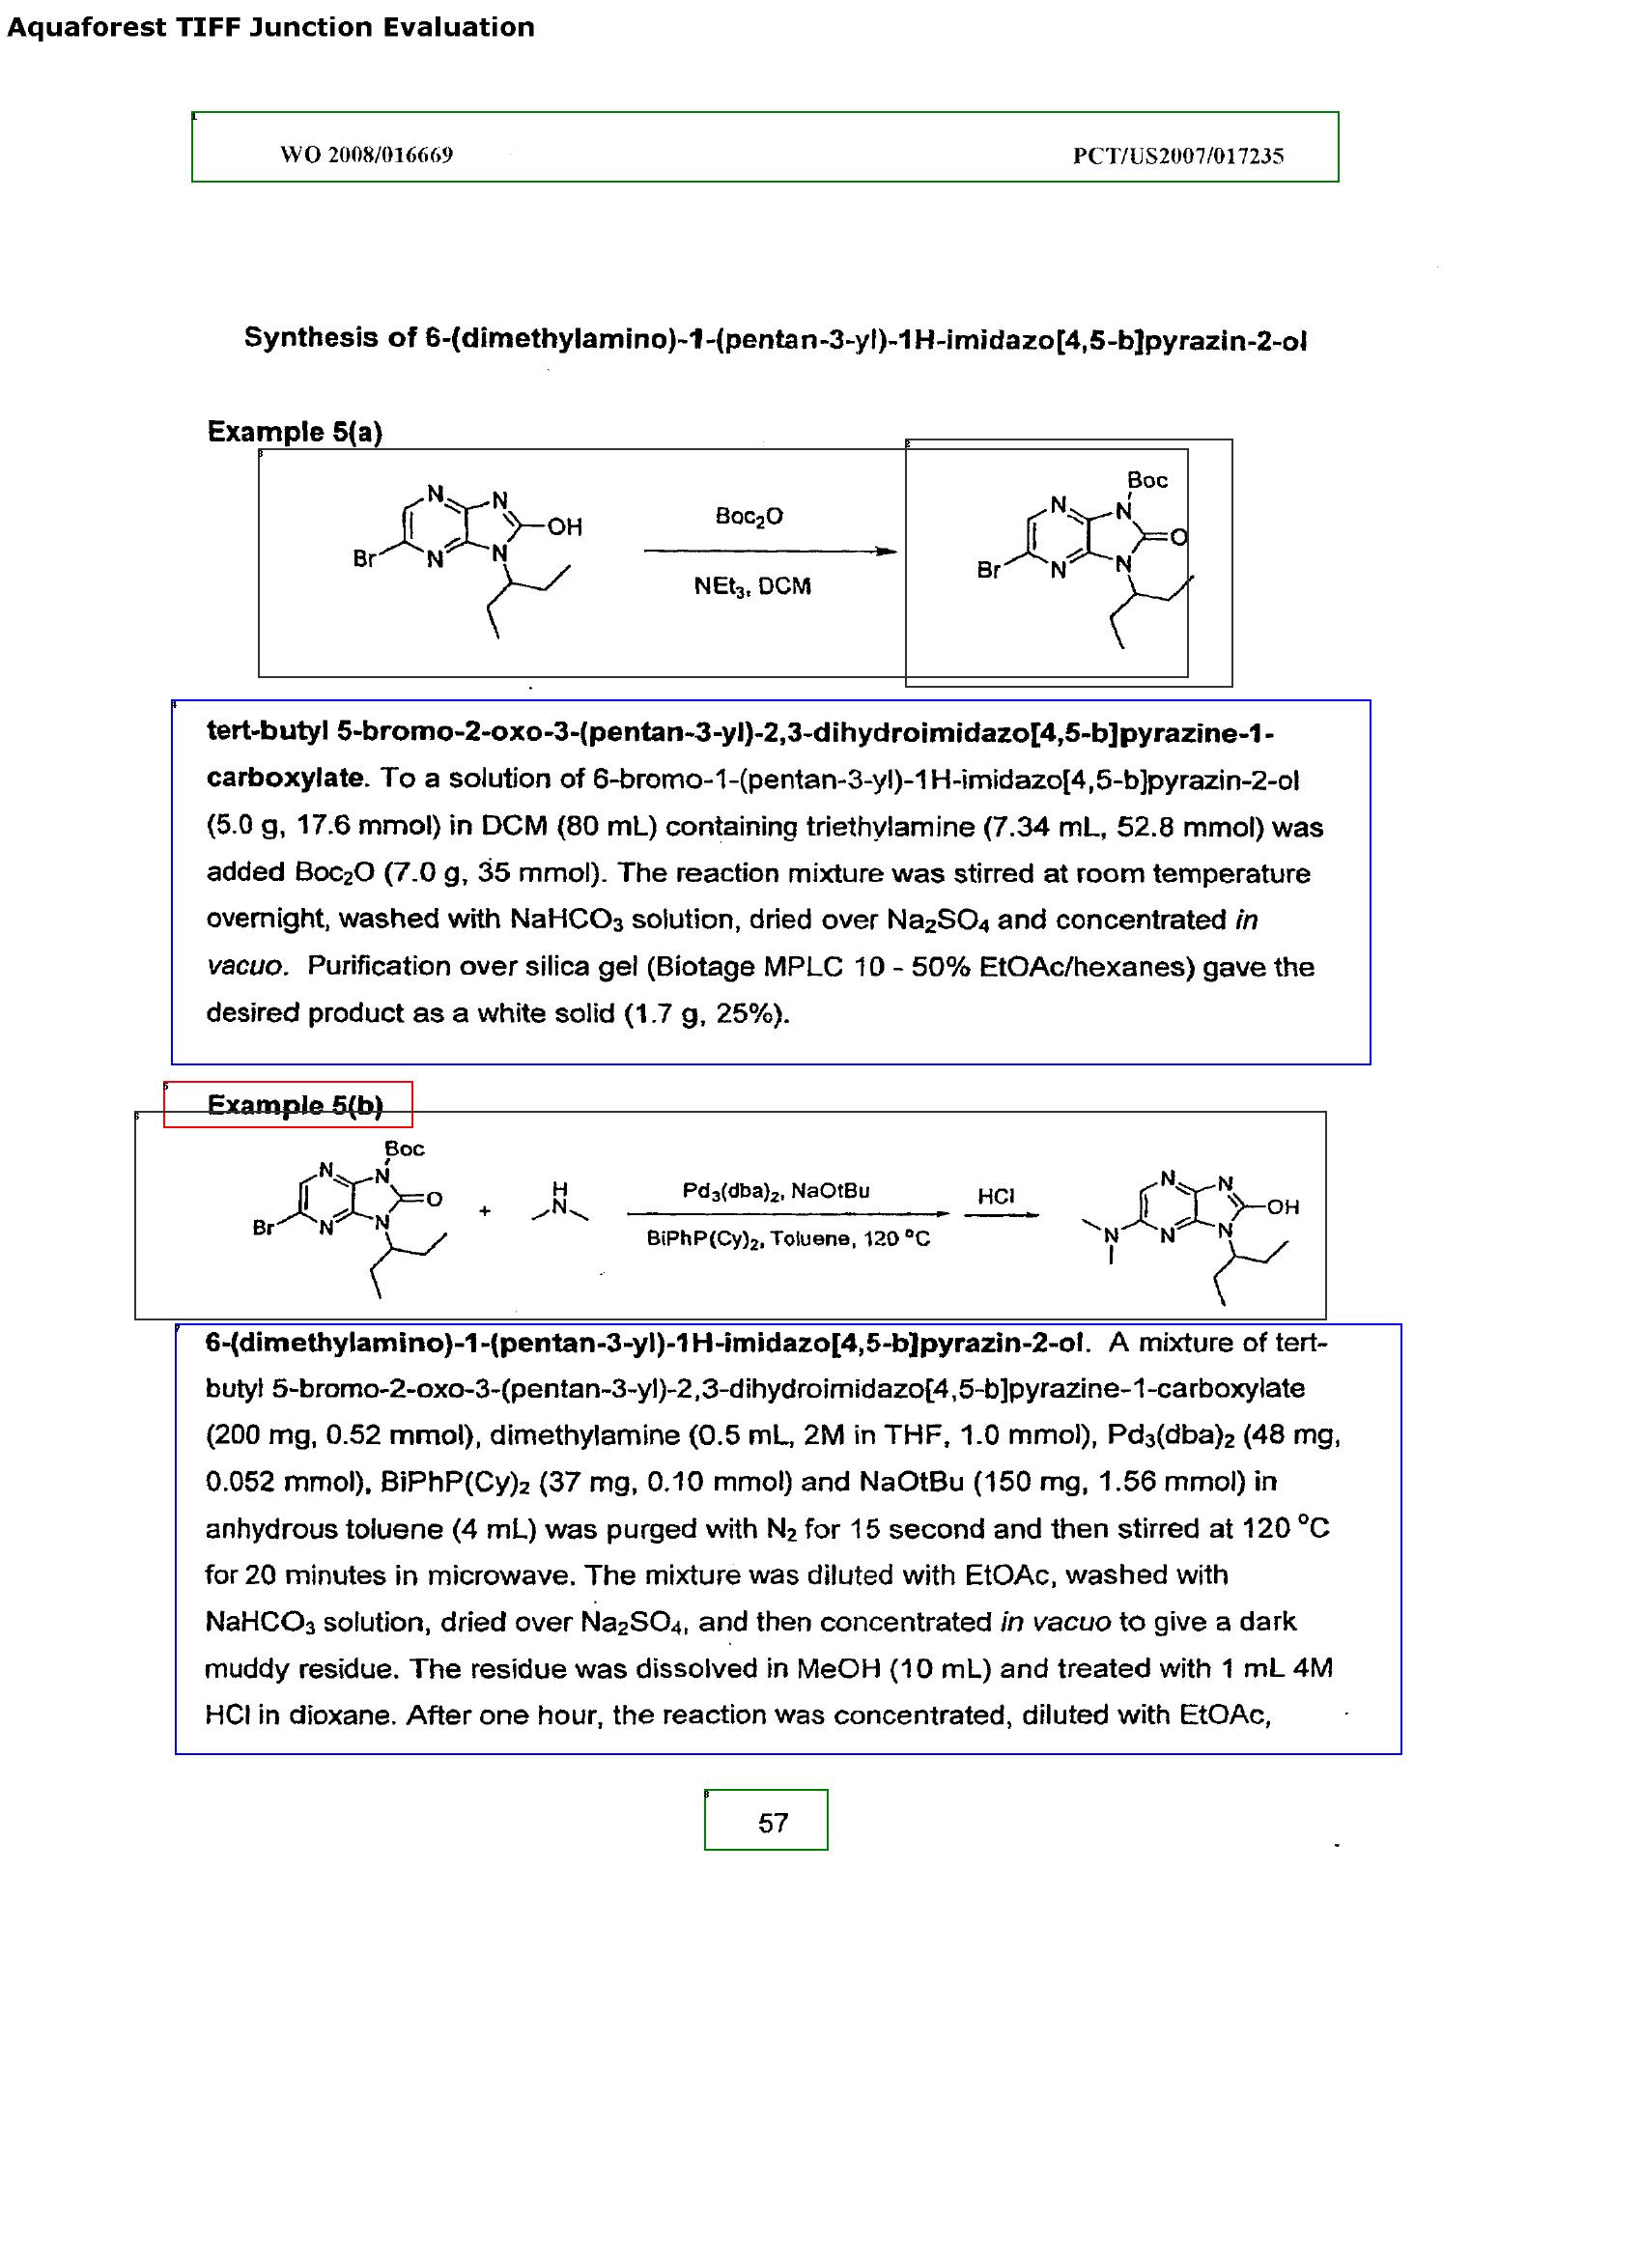 Aquaforest TIFF Junction Evaluation
WO 2008/016669 PCT/US2007/017235
Synthesis of 6-(dimethylamino)-1-(pentan-3-yl)-1H-imidazo[4,5-b]pyrazin-2-ol
Example 5(a)
Br N N N N OH
Boc₂O
NEt₃, DCM
Boc
Br N N N N O
tert-butyl 5-bromo-2-oxo-3-(pentan-3-yl)-2,3-dihydroimidazo[4,5-b]pyrazine-1-
carboxylate. To a solution of 6-bromo-1-(pentan-3-yl)-1H-imidazo[4,5-b]pyrazin-2-ol
(5.0 g, 17.6 mmol) in DCM (80 mL) containing triethylamine (7.34 mL, 52.8 mmol) was
added Boc₂O (7.0 g, 35 mmol). The reaction mixture was stirred at room temperature
overnight, washed with NaHCO₃ solution, dried over Na₂SO₄ and concentrated in
vacuo. Purification over silica gel (Biotage MPLC 10 - 50% EtOAc/hexanes) gave the
desired product as a white solid (1.7 g, 25%).
Example 5(b)
Boc
Br N N N N O
+
H
N
Pd₃(dba)₂, NaOtBu
BiPhP(Cy)₂, Toluene, 120 °C
HCl
N N N N N OH
6-(dimethylamino)-1-(pentan-3-yl)-1H-imidazo[4,5-b]pyrazin-2-ol. A mixture of tert-
butyl 5-bromo-2-oxo-3-(pentan-3-yl)-2,3-dihydroimidazo[4,5-b]pyrazine-1-carboxylate
(200 mg, 0.52 mmol), dimethylamine (0.5 mL, 2M in THF, 1.0 mmol), Pd₃(dba)₂ (48 mg,
0.052 mmol), BiPhP(Cy)₂ (37 mg, 0.10 mmol) and NaOtBu (150 mg, 1.56 mmol) in
anhydrous toluene (4 mL) was purged with N₂ for 15 second and then stirred at 120 °C
for 20 minutes in microwave. The mixture was diluted with EtOAc, washed with
NaHCO₃ solution, dried over Na₂SO₄, and then concentrated in vacuo to give a dark
muddy residue. The residue was dissolved in MeOH (10 mL) and treated with 1 mL 4M
HCl in dioxane. After one hour, the reaction was concentrated, diluted with EtOAc,
57